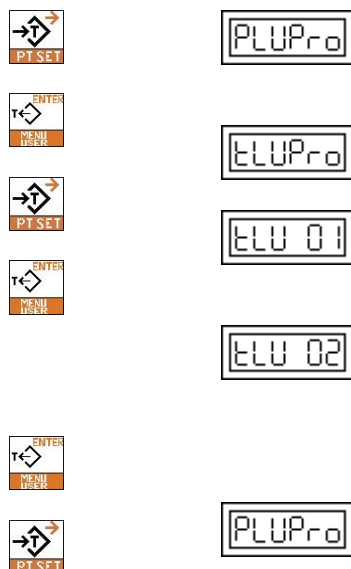 T
PT SET
PLUPro
ENTER
T
MENU
USER
tLUPro
T
PT SET
tLU 01
ENTER
T
MENU
USER
tLU 02
ENTER
T
MENU
USER
PLUPro
T
PT SET